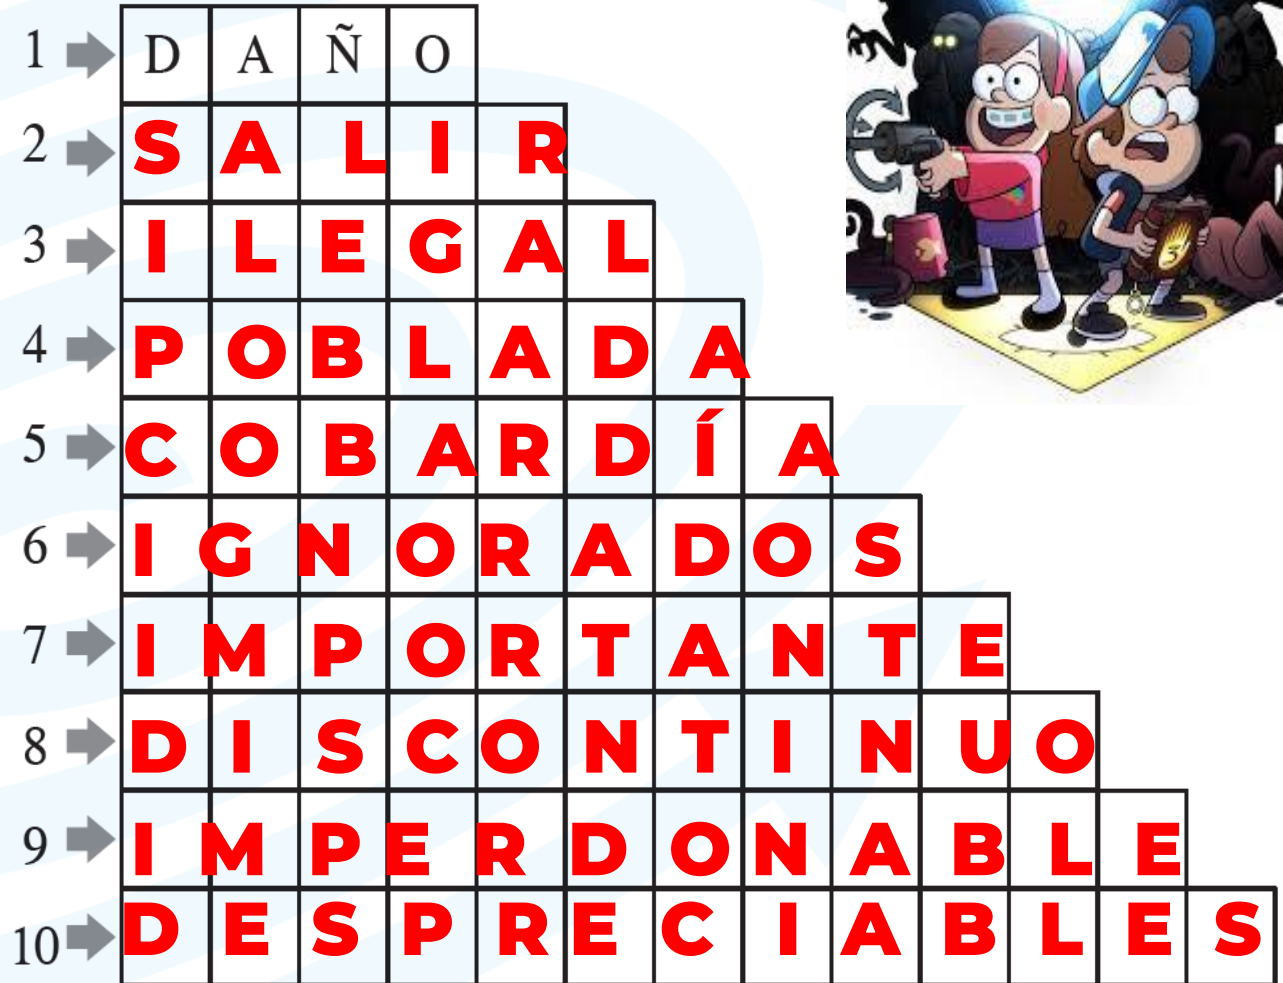 1 DAÑO
2 SALIR
3 ILEGAL
4 POBLADA
5 COBARDÍA
6 IGNORADOS
7 IMPORTANTE
8 DISCONTINUO
9 IMPERDONABLE
10 DESPRECIABLES
3